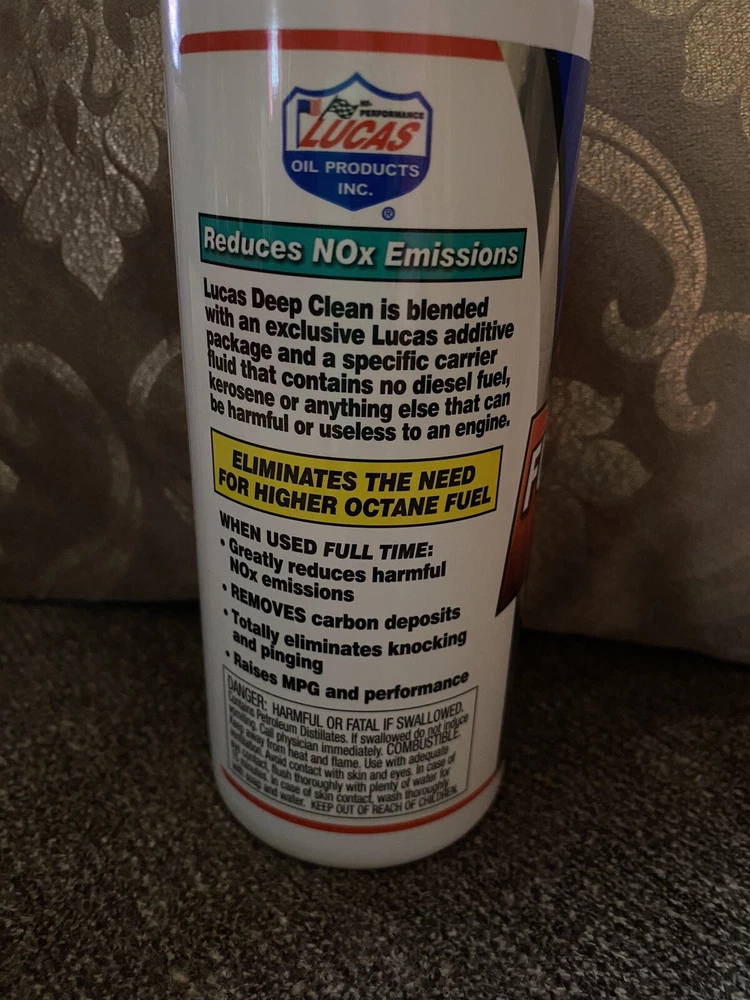 HI-
PERFORMANCE
LUCAS
OIL PRODUCTS
INC.
®
Reduces NOx Emissions
Lucas Deep Clean is blended
with an exclusive Lucas additive
package and a specific carrier
fluid that contains no diesel fuel,
kerosene or anything else that can
be harmful or useless to an engine.
ELIMINATES THE NEED
FOR HIGHER OCTANE FUEL
F
WHEN USED FULL TIME:
• Greatly reduces harmful
NOx emissions
• REMOVES carbon deposits
• Totally eliminates knocking
and pinging
• Raises MPG and performance
DANGER: HARMFUL OR FATAL IF SWALLOWED.
Contains Petroleum Distillates. If swallowed do not induce
vomiting. Call physician immediately. COMBUSTIBLE.
Keep away from heat and flame. Use with adequate
Avoid contact with skin and eyes. In case of
eye contact, flush thoroughly with plenty of water for
minutes. In case of skin contact, wash thoroughly
soap and water. KEEP OUT OF REACH OF CHILDREN.